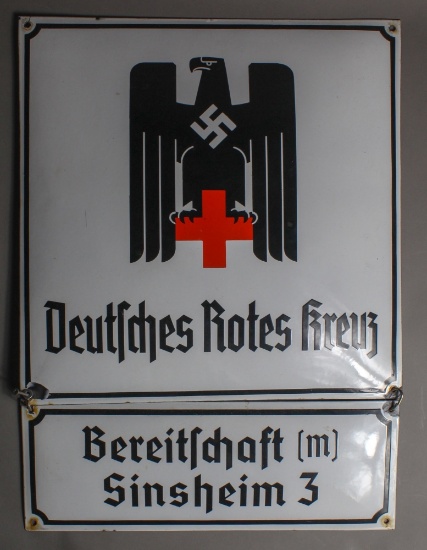 Deutſches Rotes Kreuz
Bereitſchaft (m)
Sinsheim 3